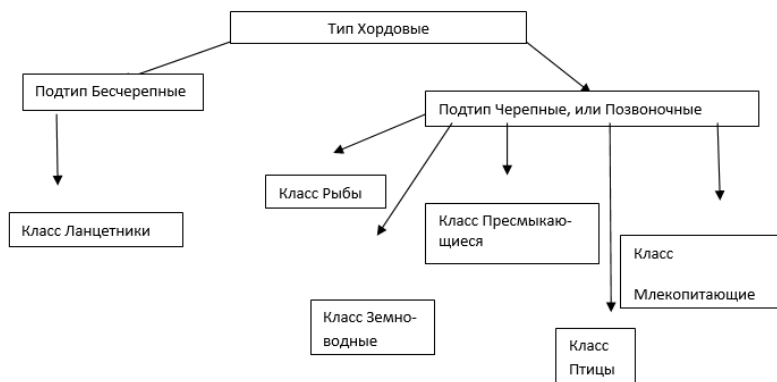 Тип Хордовые
Подтип Бесчерепные
Подтип Черепные, или Позвоночные
Класс Рыбы
Класс Ланцетники
Класс Пресмыкаю-
щиеся
Класс
Млекопитающие
Класс Земно-
водные
Класс
Птицы